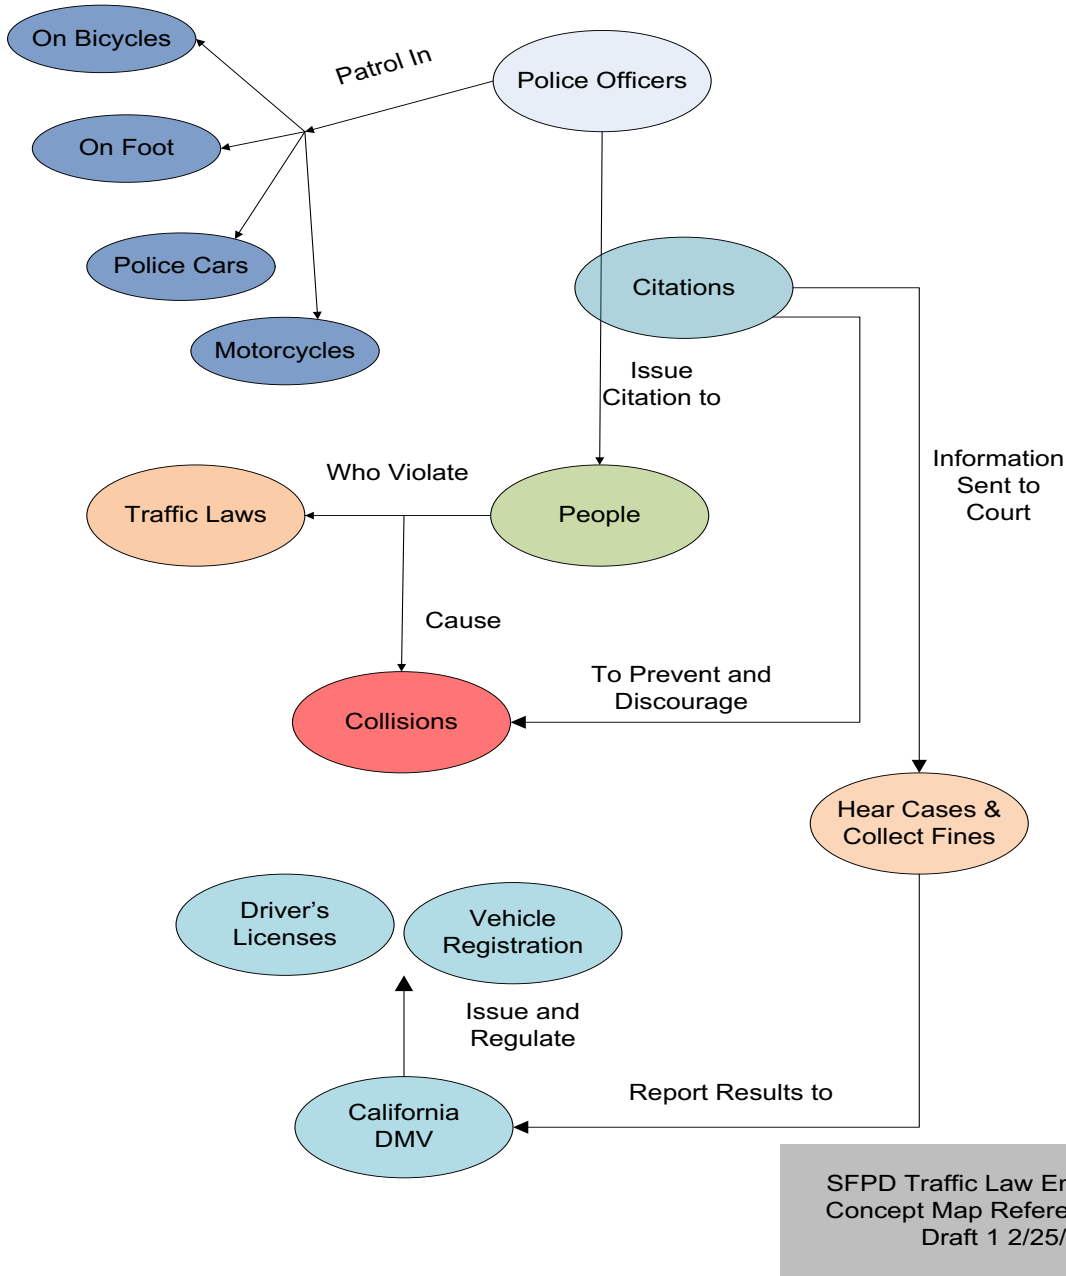 On Bicycles
Patrol In
Police Officers
On Foot
Police Cars
Motorcycles
Citations
Issue
Citation to
Information
Sent to
Court
Who Violate
Traffic Laws
People
Cause
To Prevent and
Discourage
Collisions
Hear Cases &
Collect Fines
Driver's
Licenses
Vehicle
Registration
Issue and
Regulate
California
DMV
Report Results to
SFPD Traffic Law
Concept Map
Draft 1 2/25/